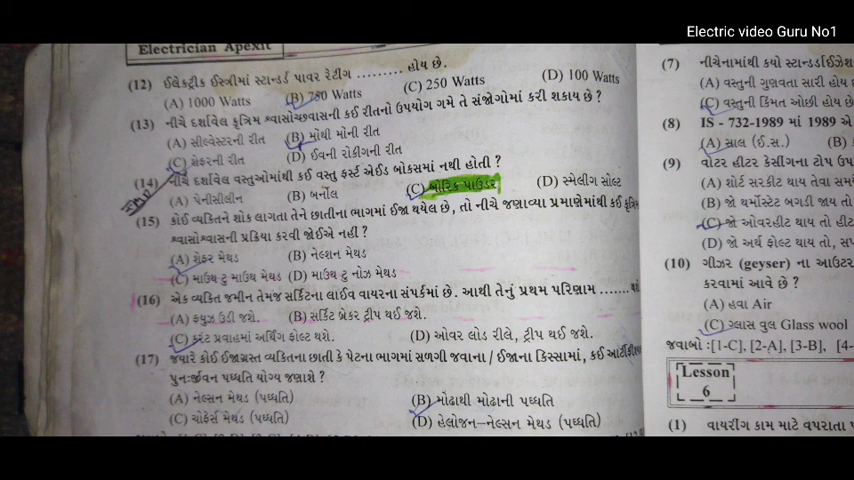 Electric video Guru No1
Electrician Apexit
(12) ઈલેક્ટ્રીક ઈસ્ત્રીમાં સ્ટાન્ડર્ડ પાવર રેટીંગ ......... હોય છે.
(A) 1000 Watts (B) 750 Watts (C) 250 Watts (D) 100 Watts
(13) નીચે દર્શાવેલ કૃત્રિમ શ્વાસોચ્છવાસની કઈ રીતનો ઉપયોગ ગમે તે સંજોગોમાં કરી શકાય છે ?
(A) સીલ્વેસ્ટરની રીત (B) મોંથી મોંની રીત
(C) શેફરની રીત (D) ઈવની રોકીંગની રીત
(14) નીચે દર્શાવેલ વસ્તુઓમાંથી કઈ વસ્તુ ફર્સ્ટ એઈડ બોક્સમાં નથી હોતી ?
(A) પેનીસીલીન (B) બર્નોલ (C) બોરિક પાઉડર (D) સ્મેલીંગ સોલ્ટ
(15) કોઈ વ્યક્તિને શોક લાગતા તેને છાતીના ભાગમાં ઈજા થયેલ છે, તો નીચે જણાવ્યા પ્રમાણેમાંથી કઈ કૃત્રિમ
શ્વાસોશ્વાસની પ્રક્રિયા કરવી જોઈએ નહી ?
(A) શેફર મેથડ (B) નેલ્શન મેથડ
(C) માઉથ ટુ માઉથ મેથડ (D) માઉથ ટુ નોઝ મેથડ
(16) એક વ્યક્તિ જમીન તેમજ સર્કિટના લાઈવ વાયરના સંપર્કમાં છે. આથી તેનું પ્રથમ પરિણામ .......
(A) ફયુઝ ઉડી જશે. (B) સર્કિટ બ્રેકર ટ્રીપ થઈ જશે.
(C) કરંટ પ્રવાહમાં અર્થિંગ ફોલ્ટ થશે. (D) ઓવર લોડ રીલે, ટ્રીપ થઈ જશે.
(17) જ્યારે કોઈ ઈજાગ્રસ્ત વ્યક્તિના છાતી કે પેટના ભાગમાં સળગી જવાના / ઈજાના કિસ્સામાં, કઈ
પુનઃર્જીવન પધ્ધતિ યોગ્ય જણાશે ?
(A) નેલ્સન મેથડ (પધ્ધતિ) (B) મોઢાથી મોઢાની પધ્ધતિ
(C) ચોફેર્સ મેથડ (પધ્ધતિ) (D) હેલોજન-નેલ્સન મેથડ (પધ્ધતિ)
(7) નીચેનામાંથી કયો
(A) વસ્તુની ગુણવતા સારી હોય
(C) વસ્તુની કિંમત ઓછી હોય છે
(8) IS - 732-1989 માં 1989 એ
(A) સાલ (ઈ.સ.) (B)
(9) વોટર હીટર કેસીંગના ટોપ
(A) શોર્ટ સરકીટ થાય તેવા
(B) જો થર્મોસ્ટેટ બગડી જાય તો
(C) જો ઓવરહીટ થાય તો
(D) જો અર્થ ફોલ્ટ થાય તો,
(10) ગીઝર (geyser) ના આઉટર
કરવામાં આવે છે ?
(A) હવા Air
(C) ગ્લાસ વુલ Glass wool
જવાબો :[1-C], [2-A], [3-B], [4-
Lesson
6
(1) વાયરીંગ કામ માટે વપરાતા